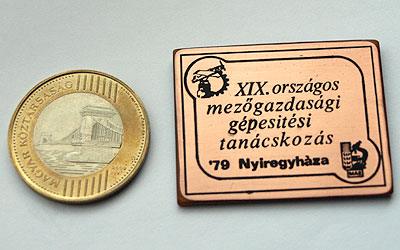 MAGYAR KÖZTÁRSASÁG
XIX. országos
mezőgazdasági
gépesitési
tanácskozás
'79 Nyiregyháza